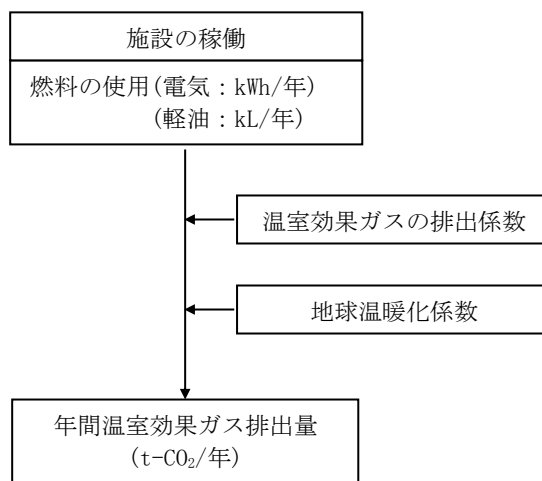 施設の稼働
燃料の使用(電気：kWh/年)
(軽油：kL/年)
温室効果ガスの排出係数
地球温暖化係数
年間温室効果ガス排出量
(t-CO₂/年)